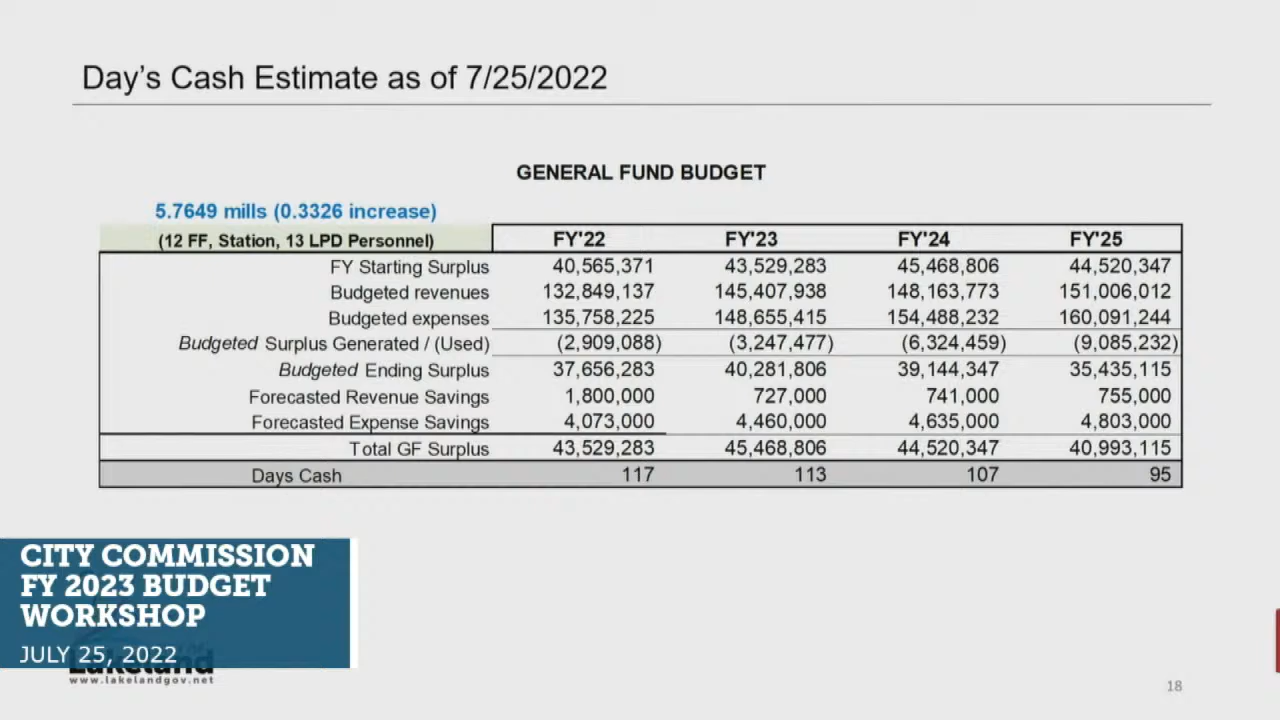 Day's Cash Estimate as of 7/25/2022
GENERAL FUND BUDGET
5.7649 mills (0.3326 increase)
(12 FF, Station, 13 LPD Personnel) FY'22 FY'23 FY'24 FY'25
FY Starting Surplus 40,565,371 43,529,283 45,468,806 44,520,347
Budgeted revenues 132,849,137 145,407,938 148,163,773 151,006,012
Budgeted expenses 135,758,225 148,655,415 154,488,232 160,091,244
Budgeted Surplus Generated / (Used) (2,909,088) (3,247,477) (6,324,459) (9,085,232)
Budgeted Ending Surplus 37,656,283 40,281,806 39,144,347 35,435,115
Forecasted Revenue Savings 1,800,000 727,000 741,000 755,000
Forecasted Expense Savings 4,073,000 4,460,000 4,635,000 4,803,000
Total GF Surplus 43,529,283 45,468,806 44,520,347 40,993,115
Days Cash 117 113 107 95
CITY COMMISSION
FY 2023 BUDGET
WORKSHOP
JULY 25, 2022
Lakeland
www.lakelandgov.net
18